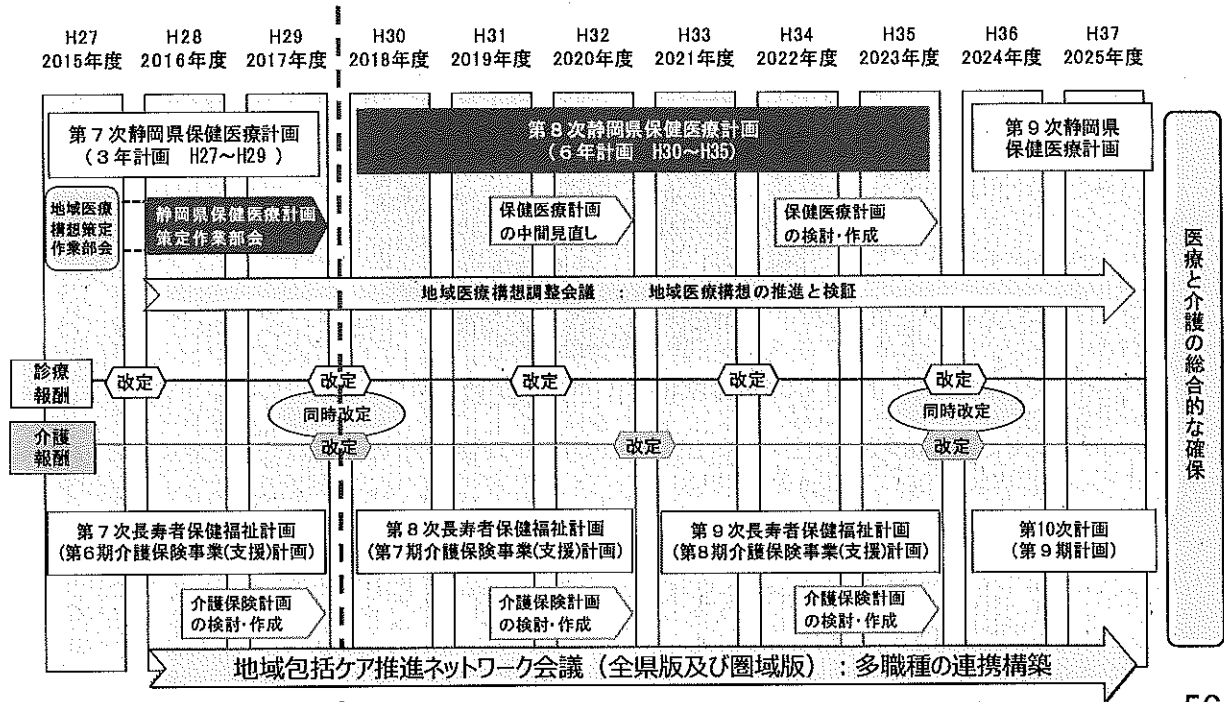 H27 H28 H29 H30 H31 H32 H33 H34 H35 H36 H37
2015年度 2016年度 2017年度 2018年度 2019年度 2020年度 2021年度 2022年度 2023年度 2024年度 2025年度
第7次静岡県保健医療計画
(3年計画 H27~H29)
第8次静岡県保健医療計画
(6年計画 H30~H35)
第9次静岡県
保健医療計画
地域医療
構想策定
作業部会
静岡県保健医療計画
策定作業部会
保健医療計画
の中間見直し
保健医療計画
の検討・作成
地域医療構想調整会議 : 地域医療構想の推進と検証
診療
報酬
改定 改定 改定 改定 改定
同時改定 同時改定
介護
報酬
改定 改定 改定
第7次長寿者保健福祉計画
(第6期介護保険事業(支援)計画)
第8次長寿者保健福祉計画
(第7期介護保険事業(支援)計画)
第9次長寿者保健福祉計画
(第8期介護保険事業(支援)計画)
第10次計画
(第9期計画)
介護保険計画
の検討・作成
介護保険計画
の検討・作成
介護保険計画
の検討・作成
地域包括ケア推進ネットワーク会議(全県版及び圏域版):多職種の連携構築
医療と介護の総合的な確保